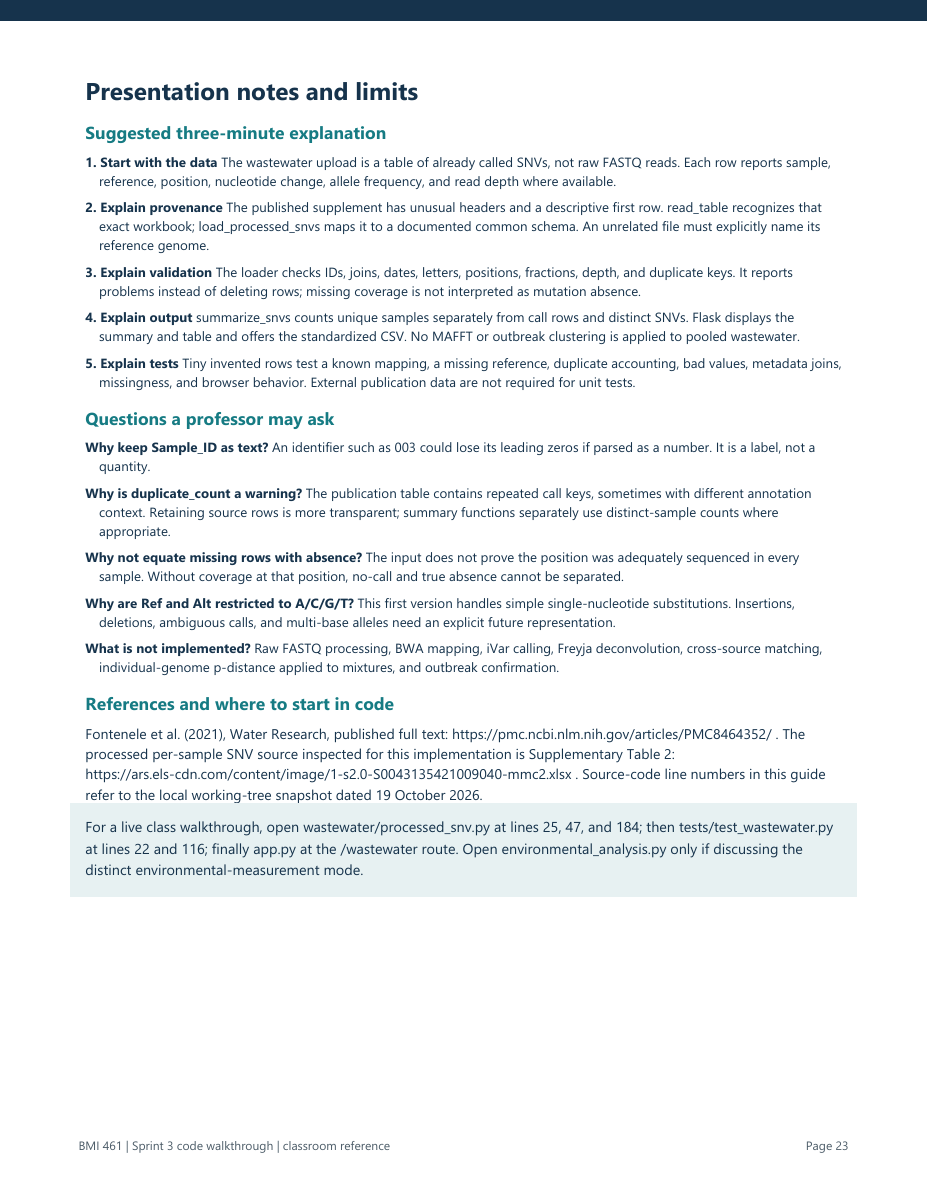 Presentation notes and limits
Suggested three-minute explanation
1. Start with the data The wastewater upload is a table of already called SNVs, not raw FASTQ reads. Each row reports sample,
reference, position, nucleotide change, allele frequency, and read depth where available.
2. Explain provenance The published supplement has unusual headers and a descriptive first row. read_table recognizes that
exact workbook; load_processed_snvs maps it to a documented common schema. An unrelated file must explicitly name its
reference genome.
3. Explain validation The loader checks IDs, joins, dates, letters, positions, fractions, depth, and duplicate keys. It reports
problems instead of deleting rows; missing coverage is not interpreted as mutation absence.
4. Explain output summarize_snvs counts unique samples separately from call rows and distinct SNVs. Flask displays the
summary and table and offers the standardized CSV. No MAFFT or outbreak clustering is applied to pooled wastewater.
5. Explain tests Tiny invented rows test a known mapping, a missing reference, duplicate accounting, bad values, metadata joins,
missingness, and browser behavior. External publication data are not required for unit tests.
Questions a professor may ask
Why keep Sample_ID as text? An identifier such as 003 could lose its leading zeros if parsed as a number. It is a label, not a
quantity.
Why is duplicate_count a warning? The publication table contains repeated call keys, sometimes with different annotation
context. Retaining source rows is more transparent; summary functions separately use distinct-sample counts where
appropriate.
Why not equate missing rows with absence? The input does not prove the position was adequately sequenced in every
sample. Without coverage at that position, no-call and true absence cannot be separated.
Why are Ref and Alt restricted to A/C/G/T? This first version handles simple single-nucleotide substitutions. Insertions,
deletions, ambiguous calls, and multi-base alleles need an explicit future representation.
What is not implemented? Raw FASTQ processing, BWA mapping, iVar calling, Freyja deconvolution, cross-source matching,
individual-genome p-distance applied to mixtures, and outbreak confirmation.
References and where to start in code
Fontenele et al. (2021), Water Research, published full text: https://pmc.ncbi.nlm.nih.gov/articles/PMC8464352/ . The
processed per-sample SNV source inspected for this implementation is Supplementary Table 2:
https://ars.els-cdn.com/content/image/1-s2.0-S0043135421009040-mmc2.xlsx . Source-code line numbers in this guide
refer to the local working-tree snapshot dated 19 October 2026.
For a live class walkthrough, open wastewater/processed_snv.py at lines 25, 47, and 184; then tests/test_wastewater.py
at lines 22 and 116; finally app.py at the /wastewater route. Open environmental_analysis.py only if discussing the
distinct environmental-measurement mode.
BMI 461 | Sprint 3 code walkthrough | classroom reference
Page 23